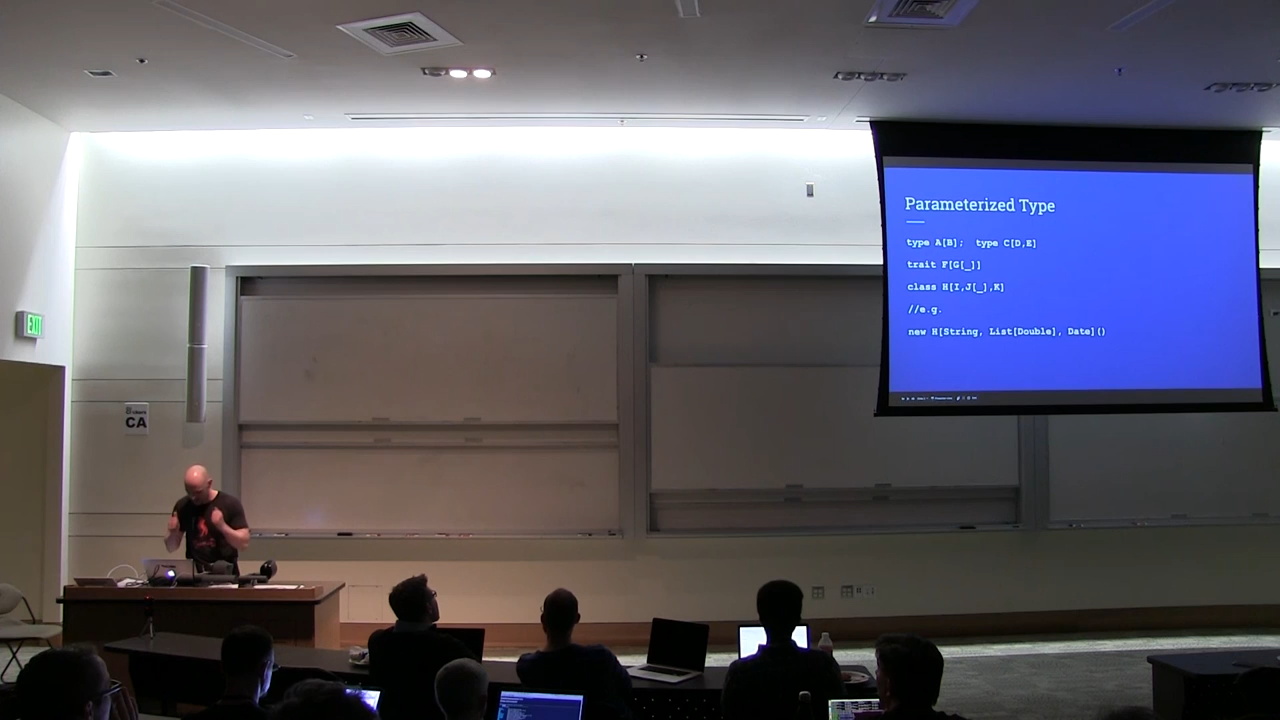 Parameterized Type
type A[B]; type C[D,E]
trait F[G[_]]
class H[I,J[_],K]
//e.g.
new H[String, List[Double], Date]()
EXIT
CA